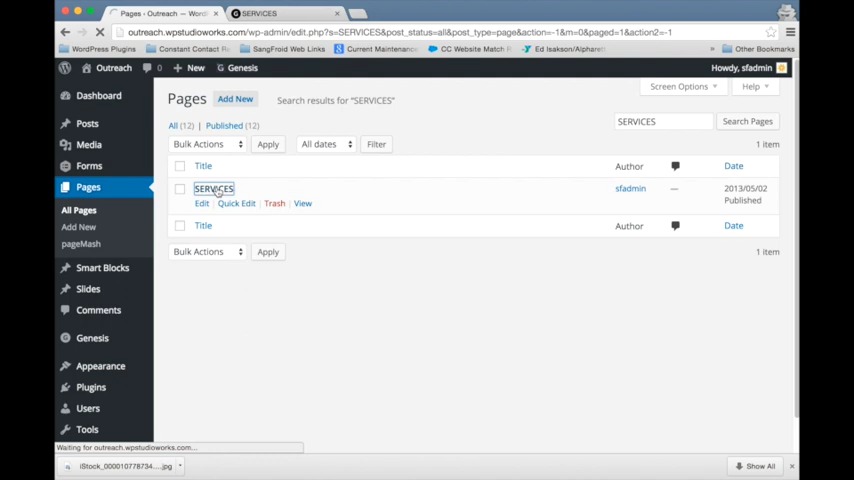 Pages ‹ Outreach — Wor
SERVICES
outreach.wpstudioworks.com/wp-admin/edit.php?s=SERVICES&post_status=all&post_type=page&action=-1&m=0&paged=1&action2=-1
WordPress Plugins
Constant Contact Re
SangFroid Web Links
Current Maintenance
CC Website Match R
Ed Isakson/Alpharett
» Other Bookmarks
Outreach 0 + New Genesis Howdy, sfadmin
Screen Options Help
Dashboard
Posts
Media
Forms
Pages
All Pages
Add New
pageMash
Smart Blocks
Slides
Comments
Genesis
Appearance
Plugins
Users
Tools
Pages Add New Search results for “SERVICES”
All (12) | Published (12)
SERVICES Search Pages
Bulk Actions Apply All dates Filter 1 item
Title Author Date
SERVICES sfadmin — 2013/05/02
Published
Edit | Quick Edit | Trash | View
Title Author Date
Bulk Actions Apply 1 item
Waiting for outreach.wpstudioworks.com...
iStock_000010778734....jpg Show All